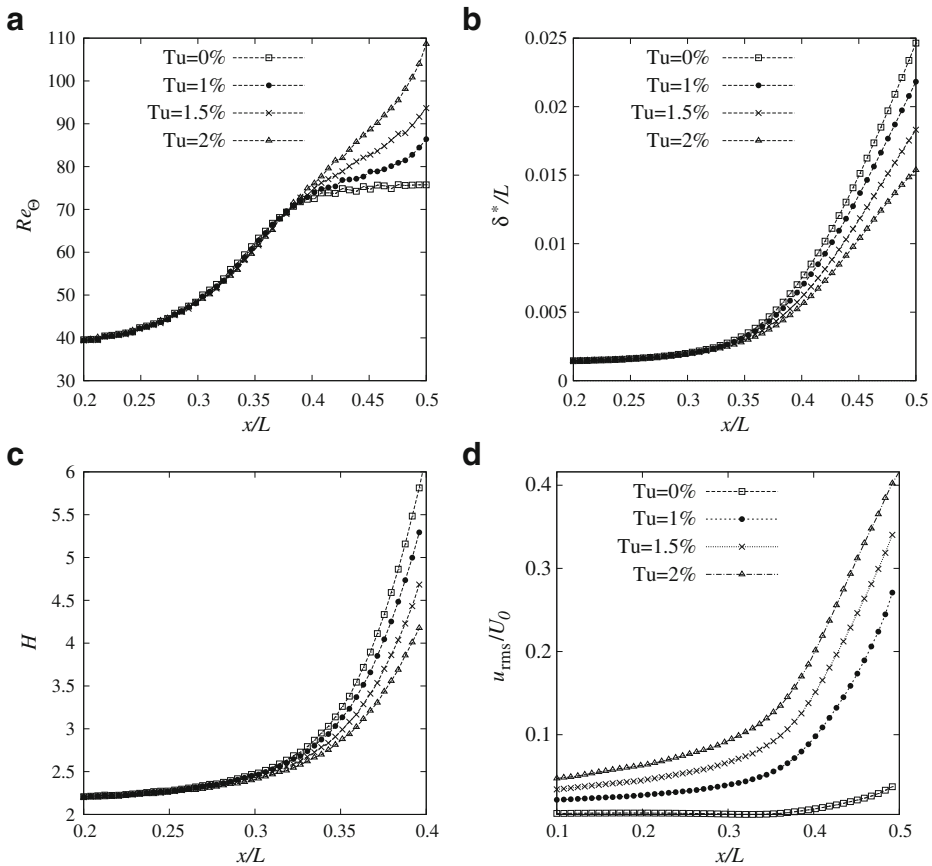 a
110
100
90
80
70
60
50
40
30
Re_Θ
Tu=0%
Tu=1%
Tu=1.5%
Tu=2%
0.2 0.25 0.3 0.35 0.4 0.45 0.5
x/L
b
0.025
0.02
0.015
0.01
0.005
0
δ*/L
Tu=0%
Tu=1%
Tu=1.5%
Tu=2%
0.2 0.25 0.3 0.35 0.4 0.45 0.5
x/L
c
6
5.5
5
4.5
4
3.5
3
2.5
2
H
0.2 0.25 0.3 0.35 0.4
x/L
d
0.4
0.3
0.2
0.1
u_rms/U_0
Tu=0%
Tu=1%
Tu=1.5%
Tu=2%
0.1 0.2 0.3 0.4 0.5
x/L